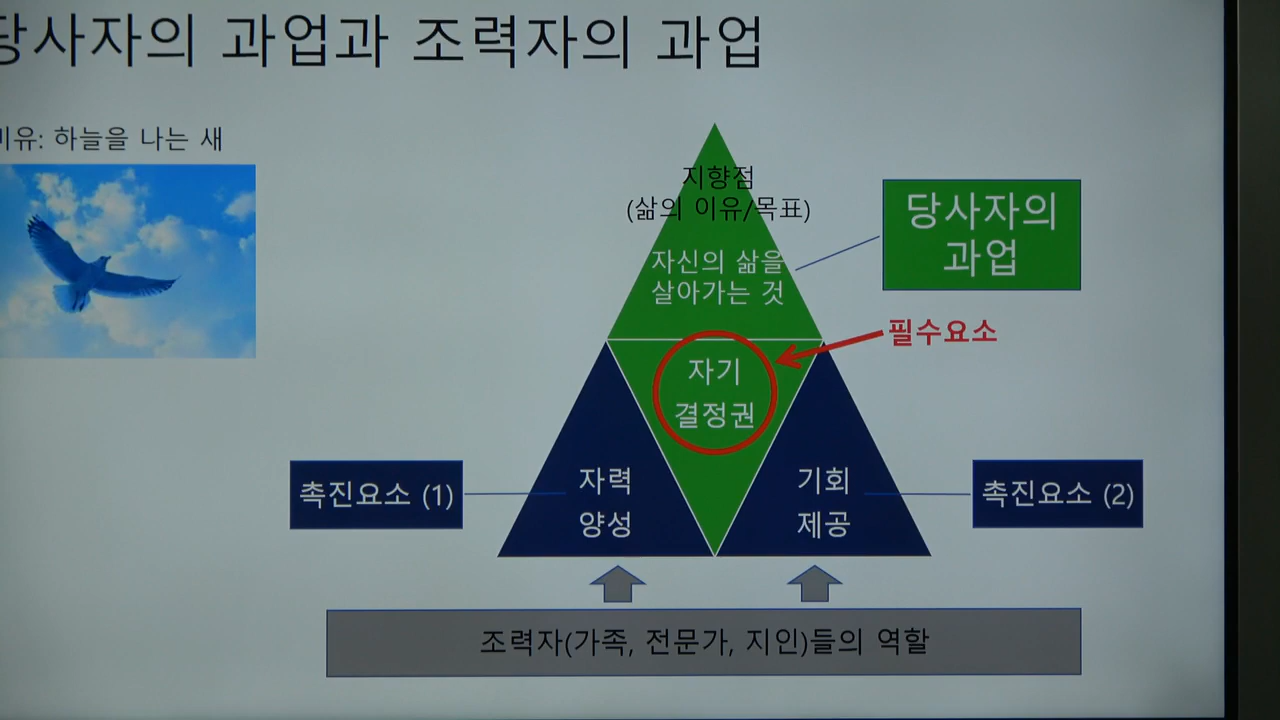 당사자의 과업과 조력자의 과업
비유: 하늘을 나는 새
지향점
(삶의 이유/목표)
자신의 삶을
살아가는 것
당사자의
과업
필수요소
자기
결정권
촉진요소 (1)
자력
양성
기회
제공
촉진요소 (2)
조력자(가족, 전문가, 지인)들의 역할